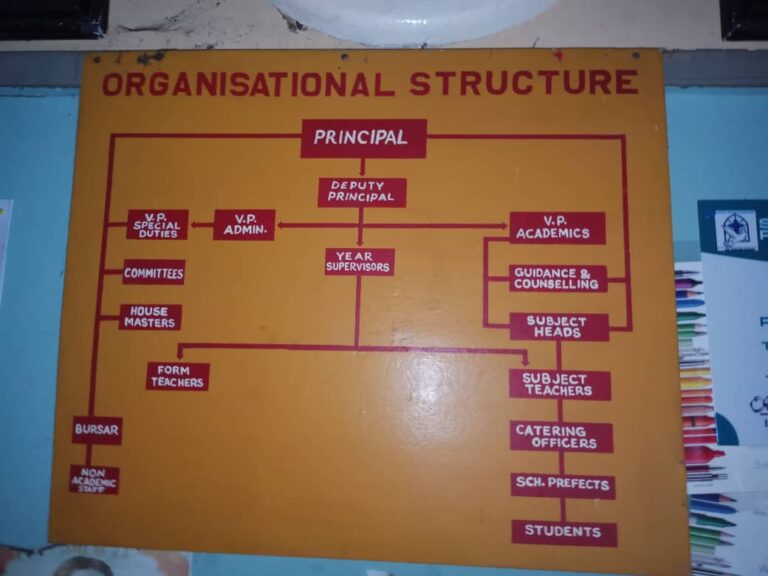 ORGANISATIONAL STRUCTURE
PRINCIPAL
DEPUTY
PRINCIPAL
V.P.
SPECIAL
DUTIES
V.P.
ADMIN.
V.P.
ACADEMICS
YEAR
SUPERVISORS
COMMITTEES
GUIDANCE &
COUNSELLING
HOUSE
MASTERS
SUBJECT
HEADS
FORM
TEACHERS
SUBJECT
TEACHERS
BURSAR
CATERING
OFFICERS
NON
ACADEMIC
STAFF
SCH. PREFECTS
STUDENTS